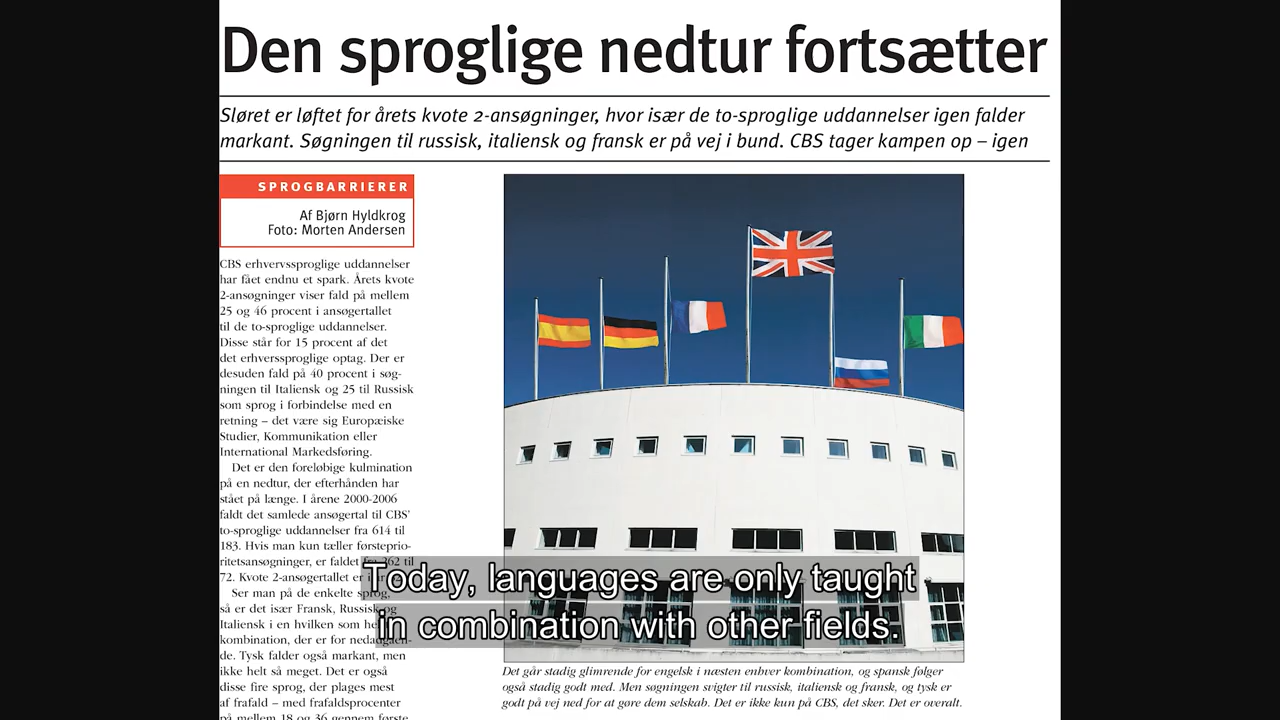 Den sproglige nedtur fortsætter
Sløret er løftet for årets kvote 2-ansøgninger, hvor især de to-sproglige uddannelser igen falder
markant. Søgningen til russisk, italiensk og fransk er på vej i bund. CBS tager kampen op – igen
SPROGBARRIERER
Af Bjørn Hyldkrog
Foto: Morten Andersen
CBS erhvervssproglige uddannelser
har fået endnu et spark. Årets kvote
2-ansøgninger viser fald på mellem
25 og 46 procent i ansøgertallet
til de to-sproglige uddannelser.
Disse står for 15 procent af det
det erhverssproglige optag. Der er
desuden fald på 40 procent i søg-
ningen til Italiensk og 25 til Russisk
som sprog i forbindelse med en
retning – det være sig Europæiske
Studier, Kommunikation eller
International Markedsføring.
Det er den foreløbige kulmination
på en nedtur, der efterhånden har
stået på længe. I årene 2000-2006
faldt det samlede ansøgertal til CBS’
to-sproglige uddannelser fra 614 til
183. Hvis man kun tæller førsteprio-
ritetsansøgninger, er faldet fra 262 til
72. Kvote 2-ansøgertallet er
Ser man på de enkelte sprog,
så er det især Fransk, Russisk og
Italiensk i en hvilken som
kombination, der er for
de. Tysk falder også markant, men
ikke helt så meget. Det er også
disse fire sprog, der plages mest
af frafald – med frafaldsprocenter
på mellem 18 og 36 gennem første
Today, languages are only taught
in combination with other fields.
Det går stadig glimrende for engelsk i næsten enhver kombination, og spansk følger
også stadig godt med. Men søgningen svigter til russisk, italiensk og fransk, og tysk er
godt på vej ned for at gøre dem selskab. Det er ikke kun på CBS, det sker. Det er overalt.